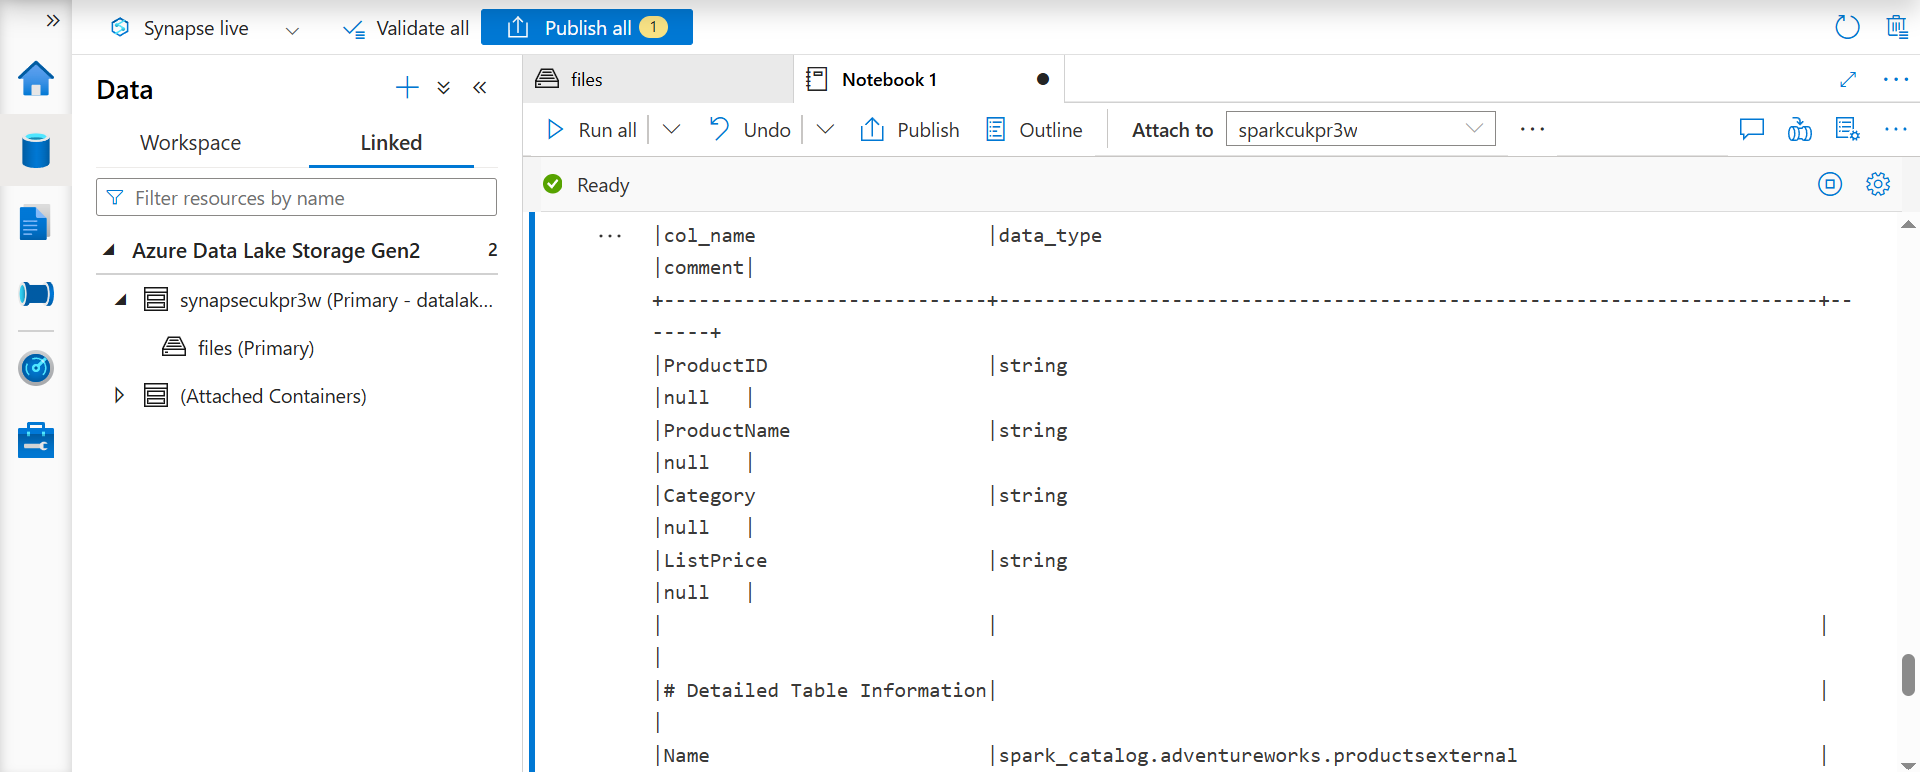 Synapse live
Validate all
Publish all 1
Data
Workspace
Linked
Filter resources by name
Azure Data Lake Storage Gen2 2
synapsecukpr3w (Primary - datalak...
files (Primary)
(Attached Containers)
files
Notebook 1
Run all
Undo
Publish
Outline
Attach to
sparkcukpr3w
Ready
|col_name |data_type
|comment|
+----------------------------+-----------------------------------------------------------------------+--
-----+
|ProductID |string
|null |
|ProductName |string
|null |
|Category |string
|null |
|ListPrice |string
|null |
| | |
|
|# Detailed Table Information| |
|
|Name |spark_catalog.adventureworks.productsexternal |